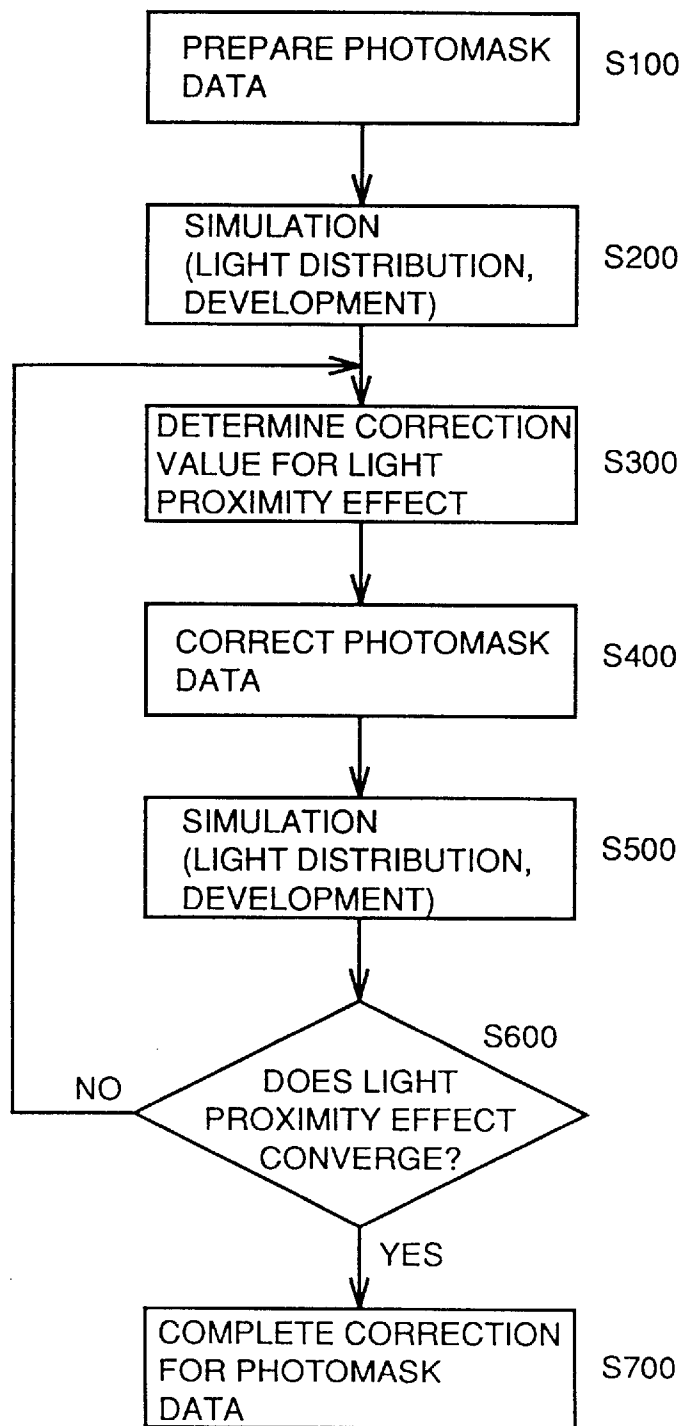 PREPARE PHOTOMASK
DATA
S100
SIMULATION
(LIGHT DISTRIBUTION,
DEVELOPMENT)
S200
DETERMINE CORRECTION
VALUE FOR LIGHT
PROXIMITY EFFECT
S300
CORRECT PHOTOMASK
DATA
S400
SIMULATION
(LIGHT DISTRIBUTION,
DEVELOPMENT)
S500
S600
DOES LIGHT
PROXIMITY EFFECT
CONVERGE?
NO
YES
COMPLETE CORRECTION
FOR PHOTOMASK
DATA
S700